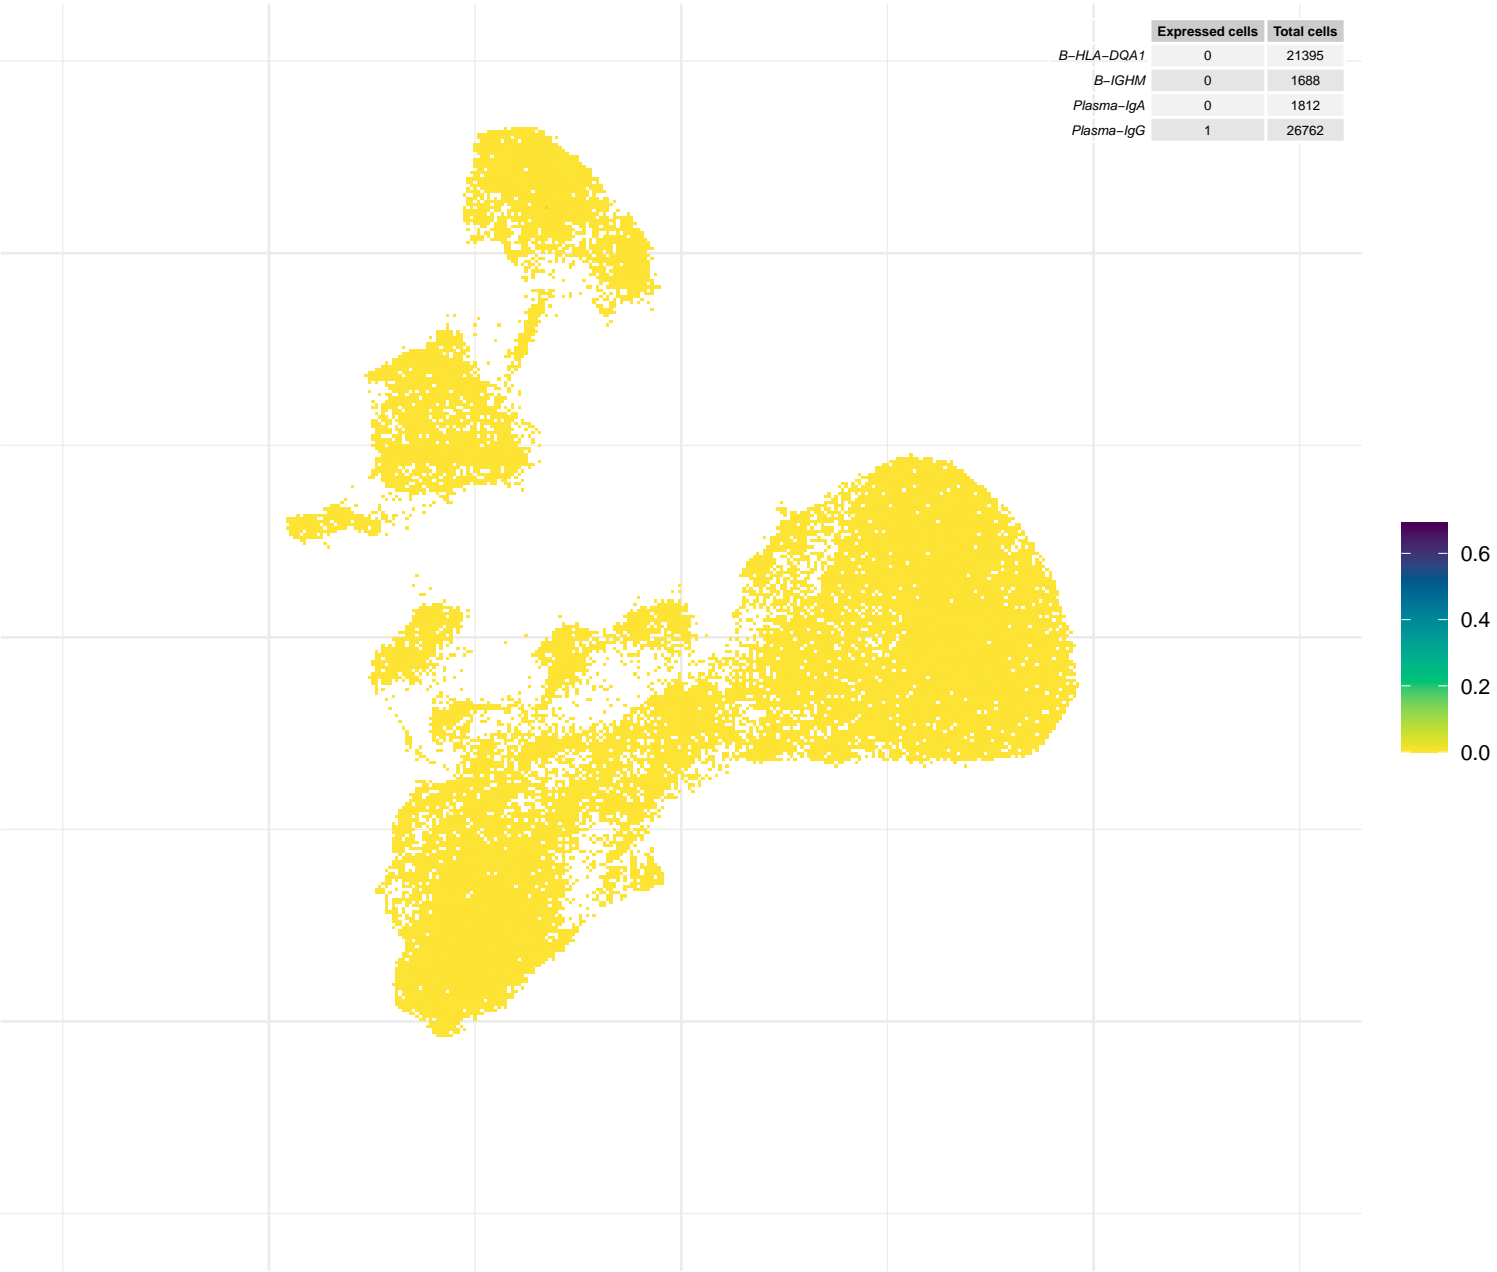 Expressed cells Total cells
B−HLA−DQA1 0 21395
B−IGHM 0 1688
Plasma−IgA 0 1812
Plasma−IgG 1 26762
0.6
0.4
0.2
0.0